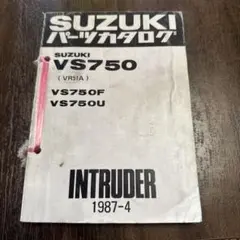 SUZUKI
パーツカタログ
SUZUKI
VS750
(VR51A)
VS750F
VS750U
INTRUDER
1987-4